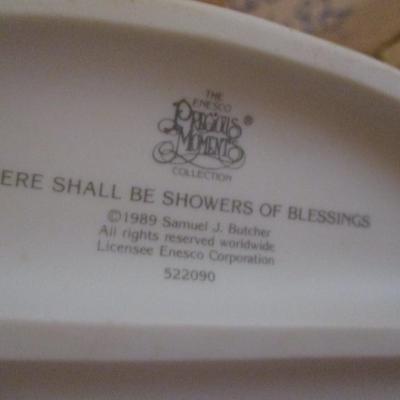 THE
ENESCO
PRECIOUS
MOMENTS®
COLLECTION
ERE SHALL BE SHOWERS OF BLESSINGS
©1989 Samuel J. Butcher
All rights reserved worldwide
Licensee Enesco Corporation
522090